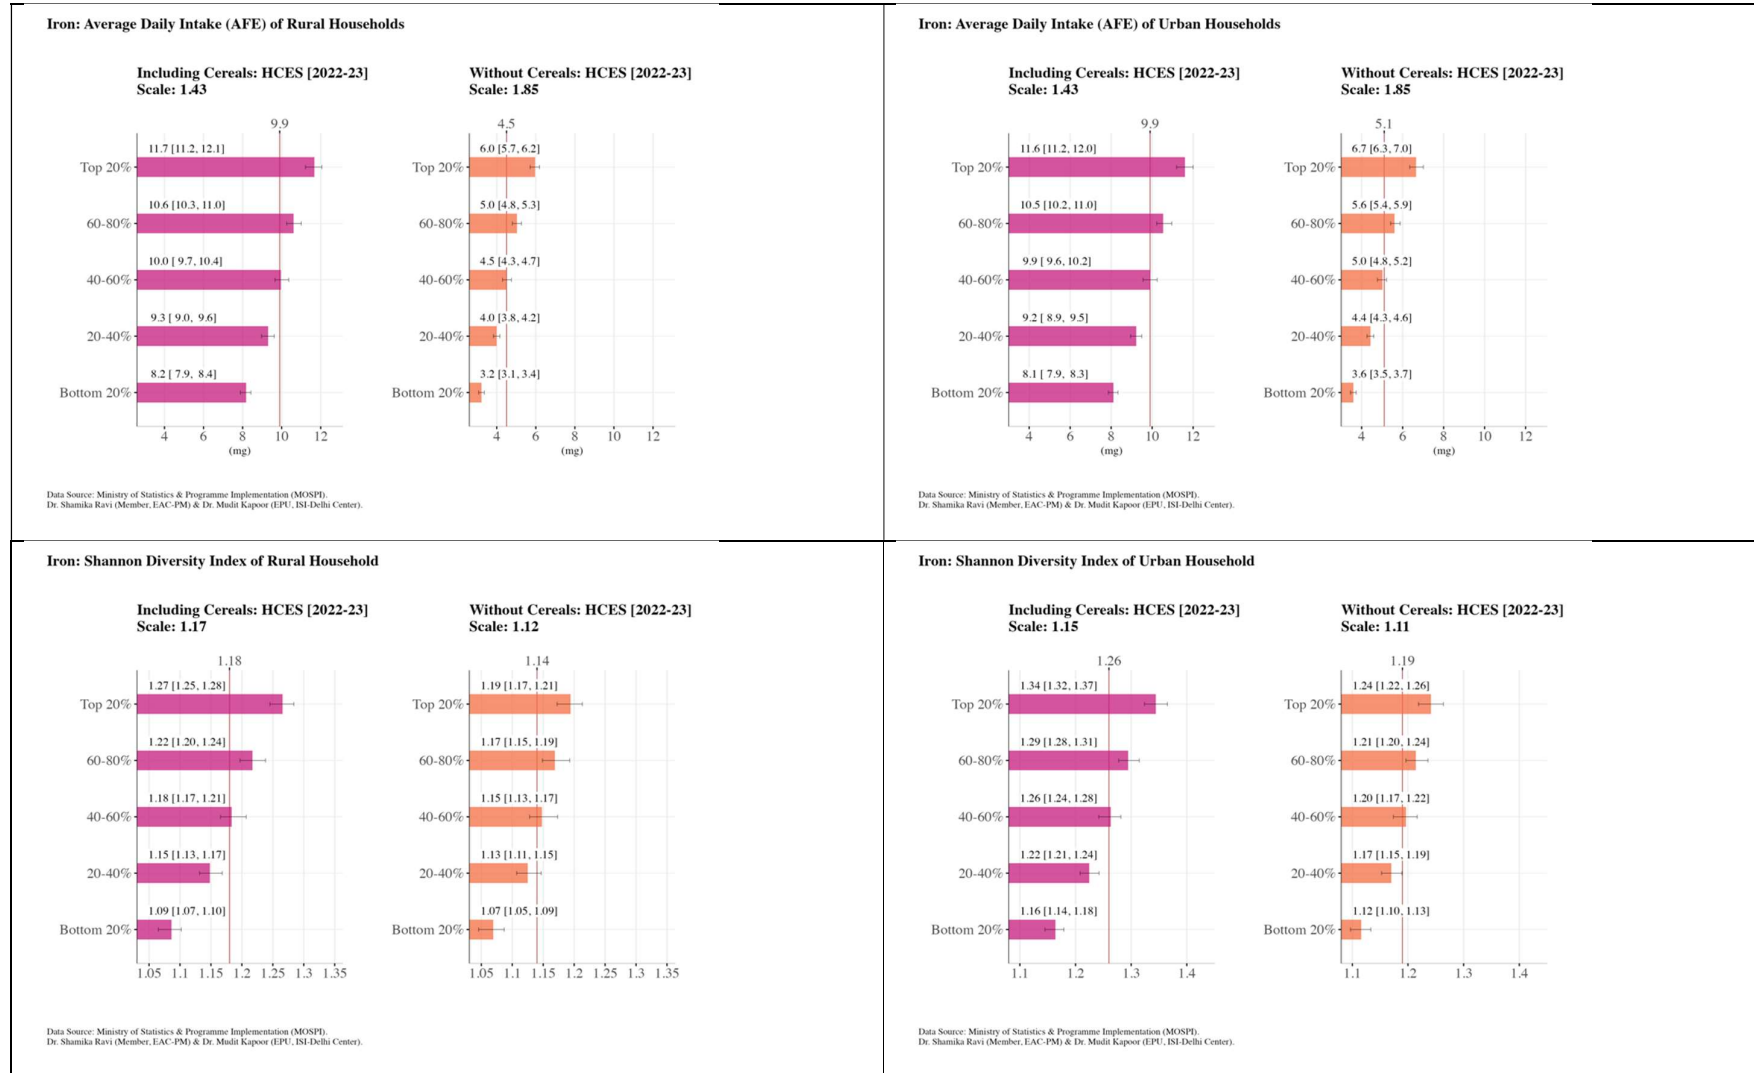 Iron: Average Daily Intake (AFE) of Rural Households
Including Cereals: HCES [2022-23]
Scale: 1.43
9.9
Top 20%
11.7 [11.2, 12.1]
60-80%
10.6 [10.3, 11.0]
40-60%
10.0 [ 9.7, 10.4]
20-40%
9.3 [ 9.0,  9.6]
Bottom 20%
8.2 [ 7.9,  8.4]
4 6 8 10 12
(mg)
Without Cereals: HCES [2022-23]
Scale: 1.85
4.5
Top 20%
6.0 [5.7, 6.2]
60-80%
5.0 [4.8, 5.3]
40-60%
4.5 [4.3, 4.7]
20-40%
4.0 [3.8, 4.2]
Bottom 20%
3.2 [3.1, 3.4]
4 6 8 10 12
(mg)
Data Source: Ministry of Statistics & Programme Implementation (MOSPI).
Dr. Shamika Ravi (Member, EAC-PM) & Dr. Mudit Kapoor (EPU, ISI-Delhi Center).
Iron: Average Daily Intake (AFE) of Urban Households
Including Cereals: HCES [2022-23]
Scale: 1.43
9.9
Top 20%
11.6 [11.2, 12.0]
60-80%
10.5 [10.2, 11.0]
40-60%
9.9 [ 9.6, 10.2]
20-40%
9.2 [ 8.9,  9.5]
Bottom 20%
8.1 [ 7.9,  8.3]
4 6 8 10 12
(mg)
Without Cereals: HCES [2022-23]
Scale: 1.85
5.1
Top 20%
6.7 [6.3, 7.0]
60-80%
5.6 [5.4, 5.9]
40-60%
5.0 [4.8, 5.2]
20-40%
4.4 [4.3, 4.6]
Bottom 20%
3.6 [3.5, 3.7]
4 6 8 10 12
(mg)
Data Source: Ministry of Statistics & Programme Implementation (MOSPI).
Dr. Shamika Ravi (Member, EAC-PM) & Dr. Mudit Kapoor (EPU, ISI-Delhi Center).
Iron: Shannon Diversity Index of Rural Household
Including Cereals: HCES [2022-23]
Scale: 1.17
1.18
Top 20%
1.27 [1.25, 1.28]
60-80%
1.22 [1.20, 1.24]
40-60%
1.18 [1.17, 1.21]
20-40%
1.15 [1.13, 1.17]
Bottom 20%
1.09 [1.07, 1.10]
1.05 1.1 1.15 1.2 1.25 1.3 1.35
Without Cereals: HCES [2022-23]
Scale: 1.12
1.14
Top 20%
1.19 [1.17, 1.21]
60-80%
1.17 [1.15, 1.19]
40-60%
1.15 [1.13, 1.17]
20-40%
1.13 [1.11, 1.15]
Bottom 20%
1.07 [1.05, 1.09]
1.05 1.1 1.15 1.2 1.25 1.3 1.35
Data Source: Ministry of Statistics & Programme Implementation (MOSPI).
Dr. Shamika Ravi (Member, EAC-PM) & Dr. Mudit Kapoor (EPU, ISI-Delhi Center).
Iron: Shannon Diversity Index of Urban Household
Including Cereals: HCES [2022-23]
Scale: 1.15
1.26
Top 20%
1.34 [1.32, 1.37]
60-80%
1.29 [1.28, 1.31]
40-60%
1.26 [1.24, 1.28]
20-40%
1.22 [1.21, 1.24]
Bottom 20%
1.16 [1.14, 1.18]
1.1 1.2 1.3 1.4
Without Cereals: HCES [2022-23]
Scale: 1.11
1.19
Top 20%
1.24 [1.22, 1.26]
60-80%
1.21 [1.20, 1.24]
40-60%
1.20 [1.17, 1.22]
20-40%
1.17 [1.15, 1.19]
Bottom 20%
1.12 [1.10, 1.13]
1.1 1.2 1.3 1.4
Data Source: Ministry of Statistics & Programme Implementation (MOSPI).
Dr. Shamika Ravi (Member, EAC-PM) & Dr. Mudit Kapoor (EPU, ISI-Delhi Center).